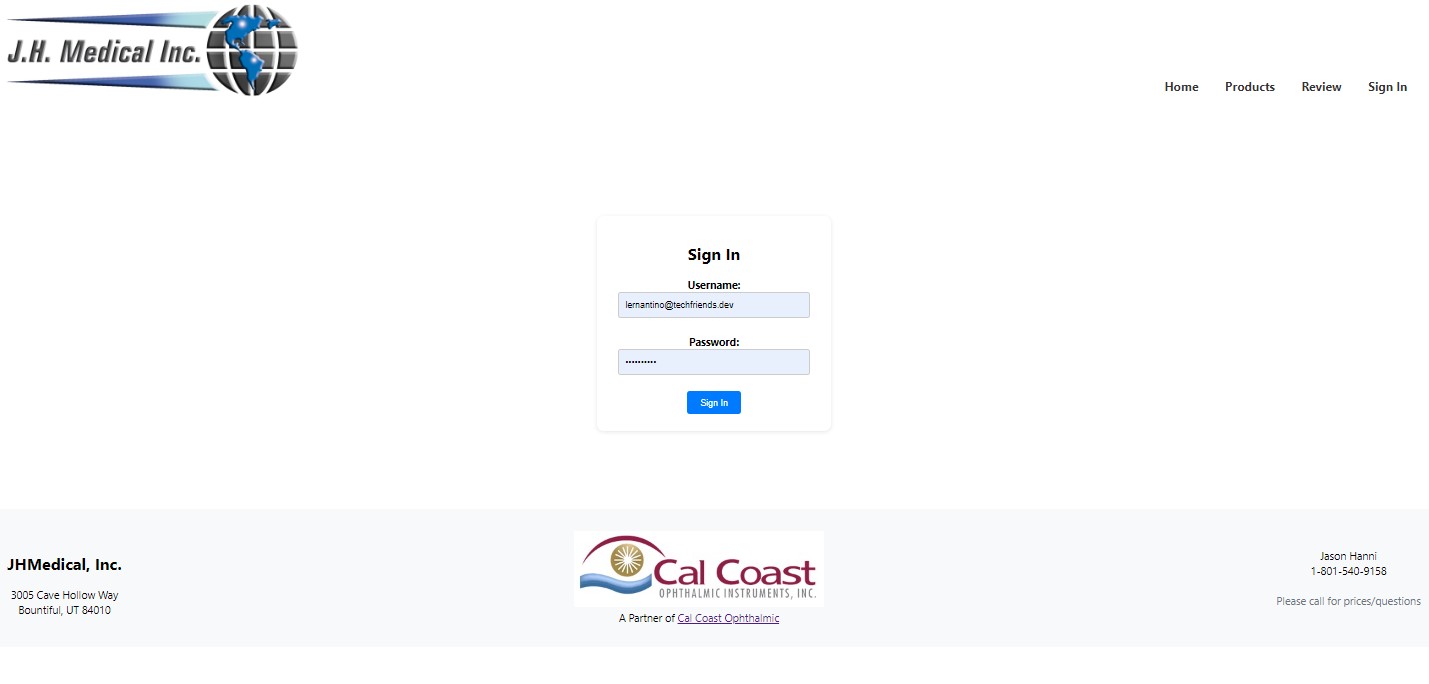 J.H. Medical Inc.
Home Products Review Sign In
Sign In
Username:
lernantino@techfriends.dev
Password:
••••••••••
Sign In
JHMedical, Inc.
3005 Cave Hollow Way
Bountiful, UT 84010
Cal Coast
OPHTHALMIC INSTRUMENTS, INC.
A Partner of Cal Coast Ophthalmic
Jason Hanni
1-801-540-9158
Please call for prices/questions